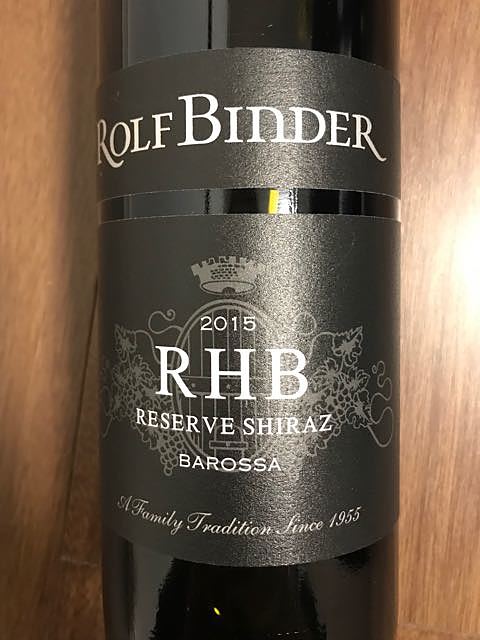 ROLF BINDER
2015
RHB
RESERVE SHIRAZ
BAROSSA
A Family Tradition Since 1955